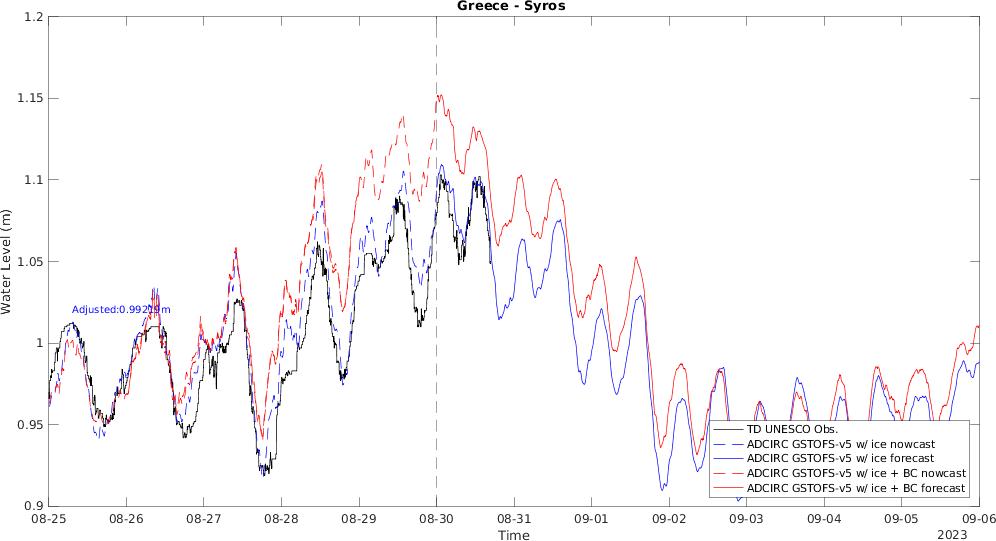 Greece - Syros
1.2
1.15
1.1
1.05
1
0.95
0.9
Water Level (m)
Adjusted:0.99219m
TD UNESCO Obs.
ADCIRC GSTOFS-v5 w/ ice nowcast
ADCIRC GSTOFS-v5 w/ ice forecast
ADCIRC GSTOFS-v5 w/ ice + BC nowcast
ADCIRC GSTOFS-v5 w/ ice + BC forecast
08-25 08-26 08-27 08-28 08-29 08-30 08-31 09-01 09-02 09-03 09-04 09-05 09-06
Time
2023